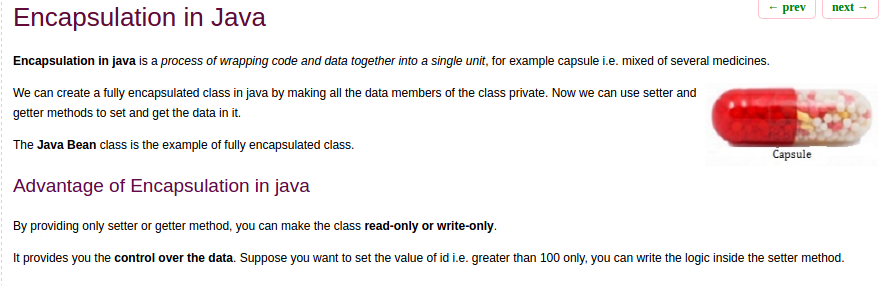 Encapsulation in Java
← prev next →
Encapsulation in java is a process of wrapping code and data together into a single unit, for example capsule i.e. mixed of several medicines.
We can create a fully encapsulated class in java by making all the data members of the class private. Now we can use setter and
getter methods to set and get the data in it.
The Java Bean class is the example of fully encapsulated class.
Capsule
Advantage of Encapsulation in java
By providing only setter or getter method, you can make the class read-only or write-only.
It provides you the control over the data. Suppose you want to set the value of id i.e. greater than 100 only, you can write the logic inside the setter method.